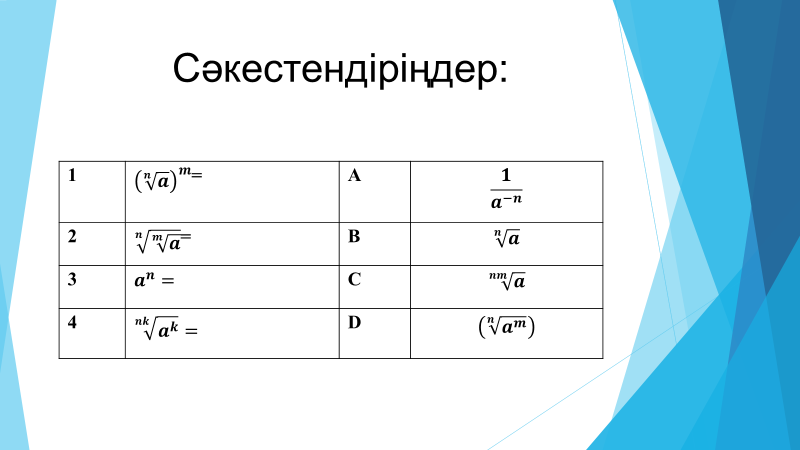 Сәкестендіріңдер:
1 (ⁿ√a)ᵐ= A 1/a⁻ⁿ
2 ⁿ√(ᵐ√a)= B ⁿ√a
3 aⁿ = C ⁿᵐ√a
4 ⁿᵏ√(aᵏ) = D (ⁿ√(aᵐ))